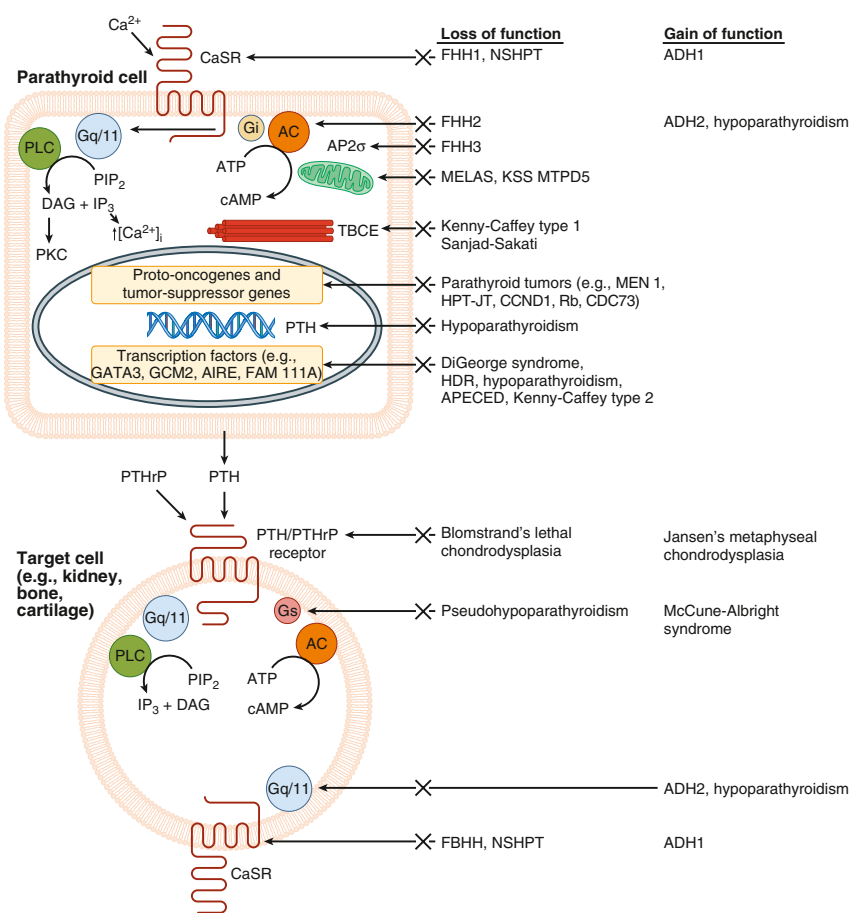 Loss of function
Gain of function
Ca2+
CaSR
FHH1, NSHPT
ADH1
Parathyroid cell
PLC
Gq/11
Gi
AC
FHH2
ADH2, hypoparathyroidism
AP2σ
FHH3
ATP
PIP2
MELAS, KSS MTPD5
DAG + IP3
cAMP
↑[Ca2+]i
PKC
TBCE
Kenny-Caffey type 1
Sanjad-Sakati
Proto-oncogenes and
tumor-suppressor genes
Parathyroid tumors (e.g., MEN 1,
HPT-JT, CCND1, Rb, CDC73)
PTH
Hypoparathyroidism
Transcription factors (e.g.,
GATA3, GCM2, AIRE, FAM 111A)
DiGeorge syndrome,
HDR, hypoparathyroidism,
APECED, Kenny-Caffey type 2
PTHrP
PTH
PTH/PTHrP
receptor
Blomstrand's lethal
chondrodysplasia
Jansen's metaphyseal
chondrodysplasia
Target cell
(e.g., kidney,
bone,
cartilage)
Gq/11
Gs
Pseudohypoparathyroidism
McCune-Albright
syndrome
PLC
AC
PIP2
ATP
IP3 + DAG
cAMP
Gq/11
ADH2, hypoparathyroidism
FBHH, NSHPT
ADH1
CaSR